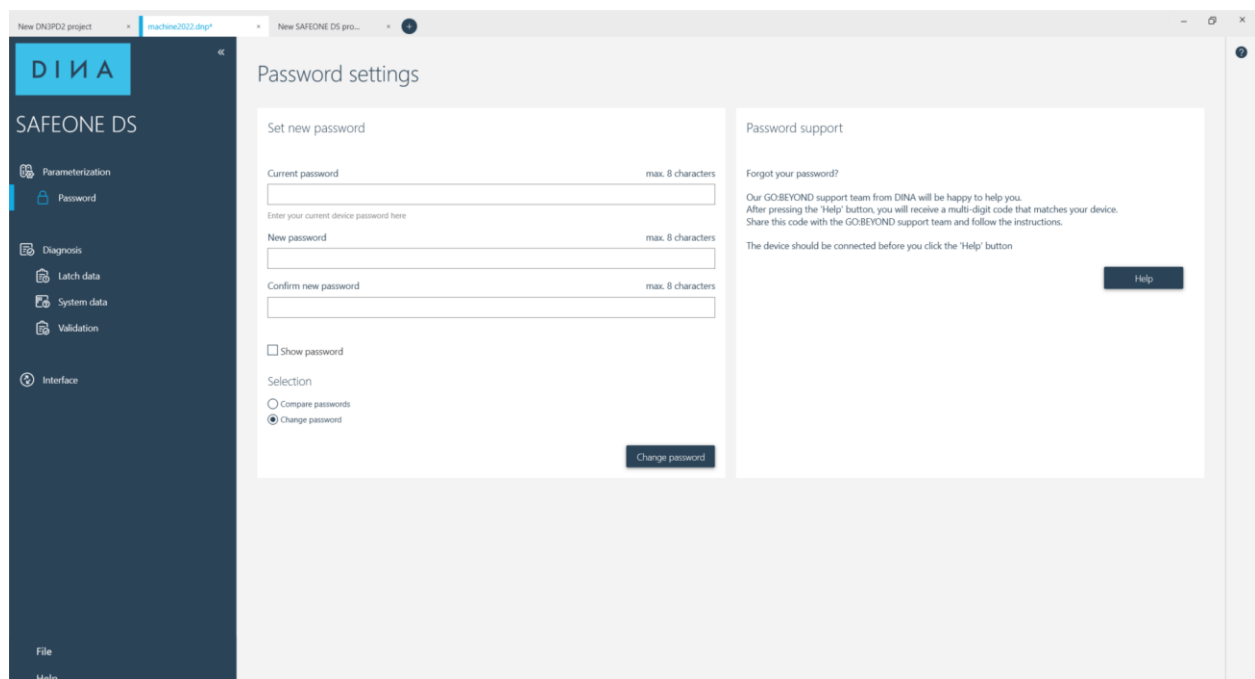 New DN3PD2 project
machine2022.dnp*
New SAFEONE DS pro...
DINA
SAFEONE DS
Parameterization
Password
Diagnosis
Latch data
System data
Validation
Interface
File
Help
Password settings
Set new password
Current password max. 8 characters
Enter your current device password here
New password max. 8 characters
Confirm new password max. 8 characters
Show password
Selection
Compare passwords
Change password
Change password
Password support
Forgot your password?
Our GO:BEYOND support team from DINA will be happy to help you.
After pressing the 'Help' button, you will receive a multi-digit code that matches your device.
Share this code with the GO:BEYOND support team and follow the instructions.
The device should be connected before you click the 'Help' button
Help